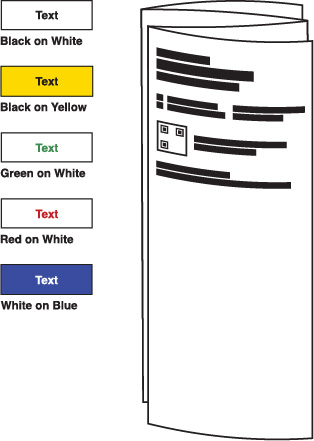 Text
Black on White
Text
Black on Yellow
Text
Green on White
Text
Red on White
Text
White on Blue